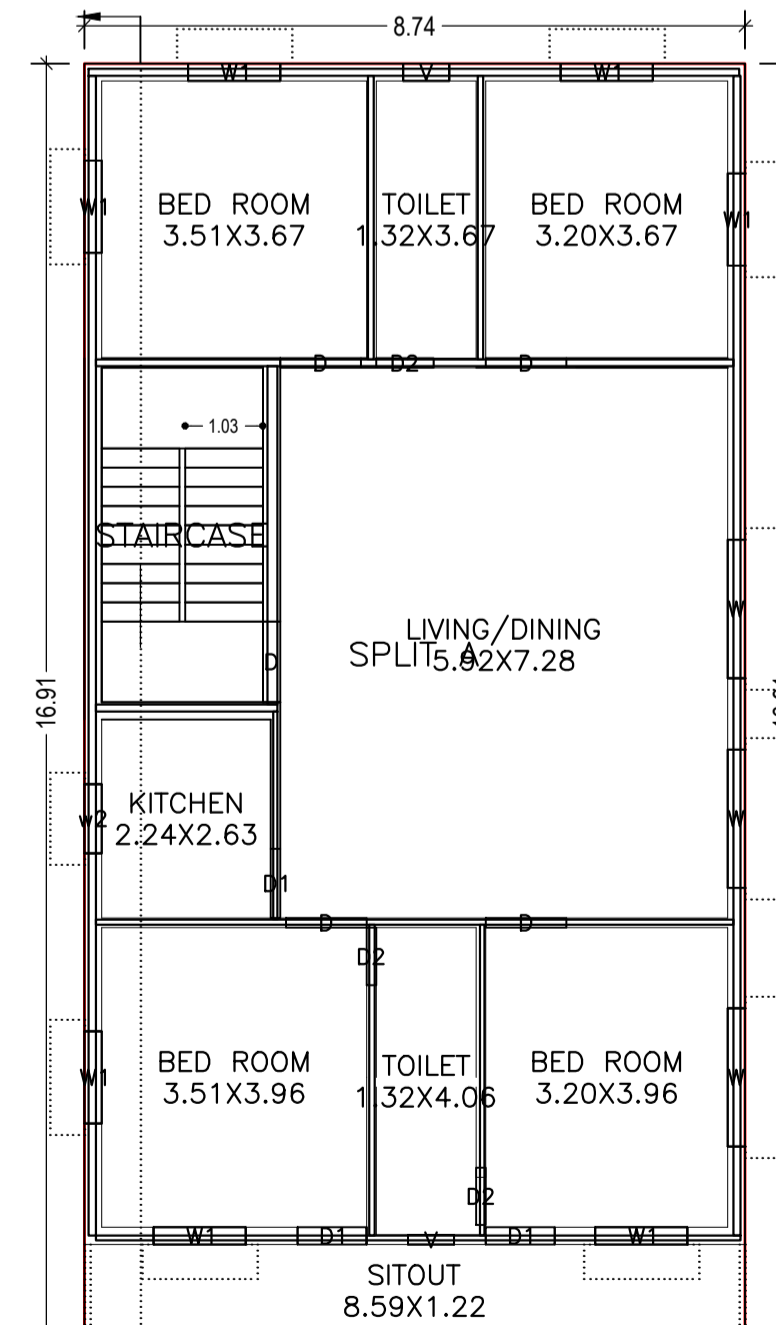 8.74
W1 V W1
W1
BED ROOM
3.51X3.67
TOILET
1.32X3.67
BED ROOM
3.20X3.67
W1
D D2 D
1.03
STAIRCASE
W
LIVING/DINING
5.92X7.28
SPLIT A
D
16.91
KITCHEN
2.24X2.63
W2
W
D1
D D
D2
BED ROOM
3.51X3.96
TOILET
1.32X4.06
BED ROOM
3.20X3.96
W1
W
D2
W1 D1 V D1 W1
SITOUT
8.59X1.22